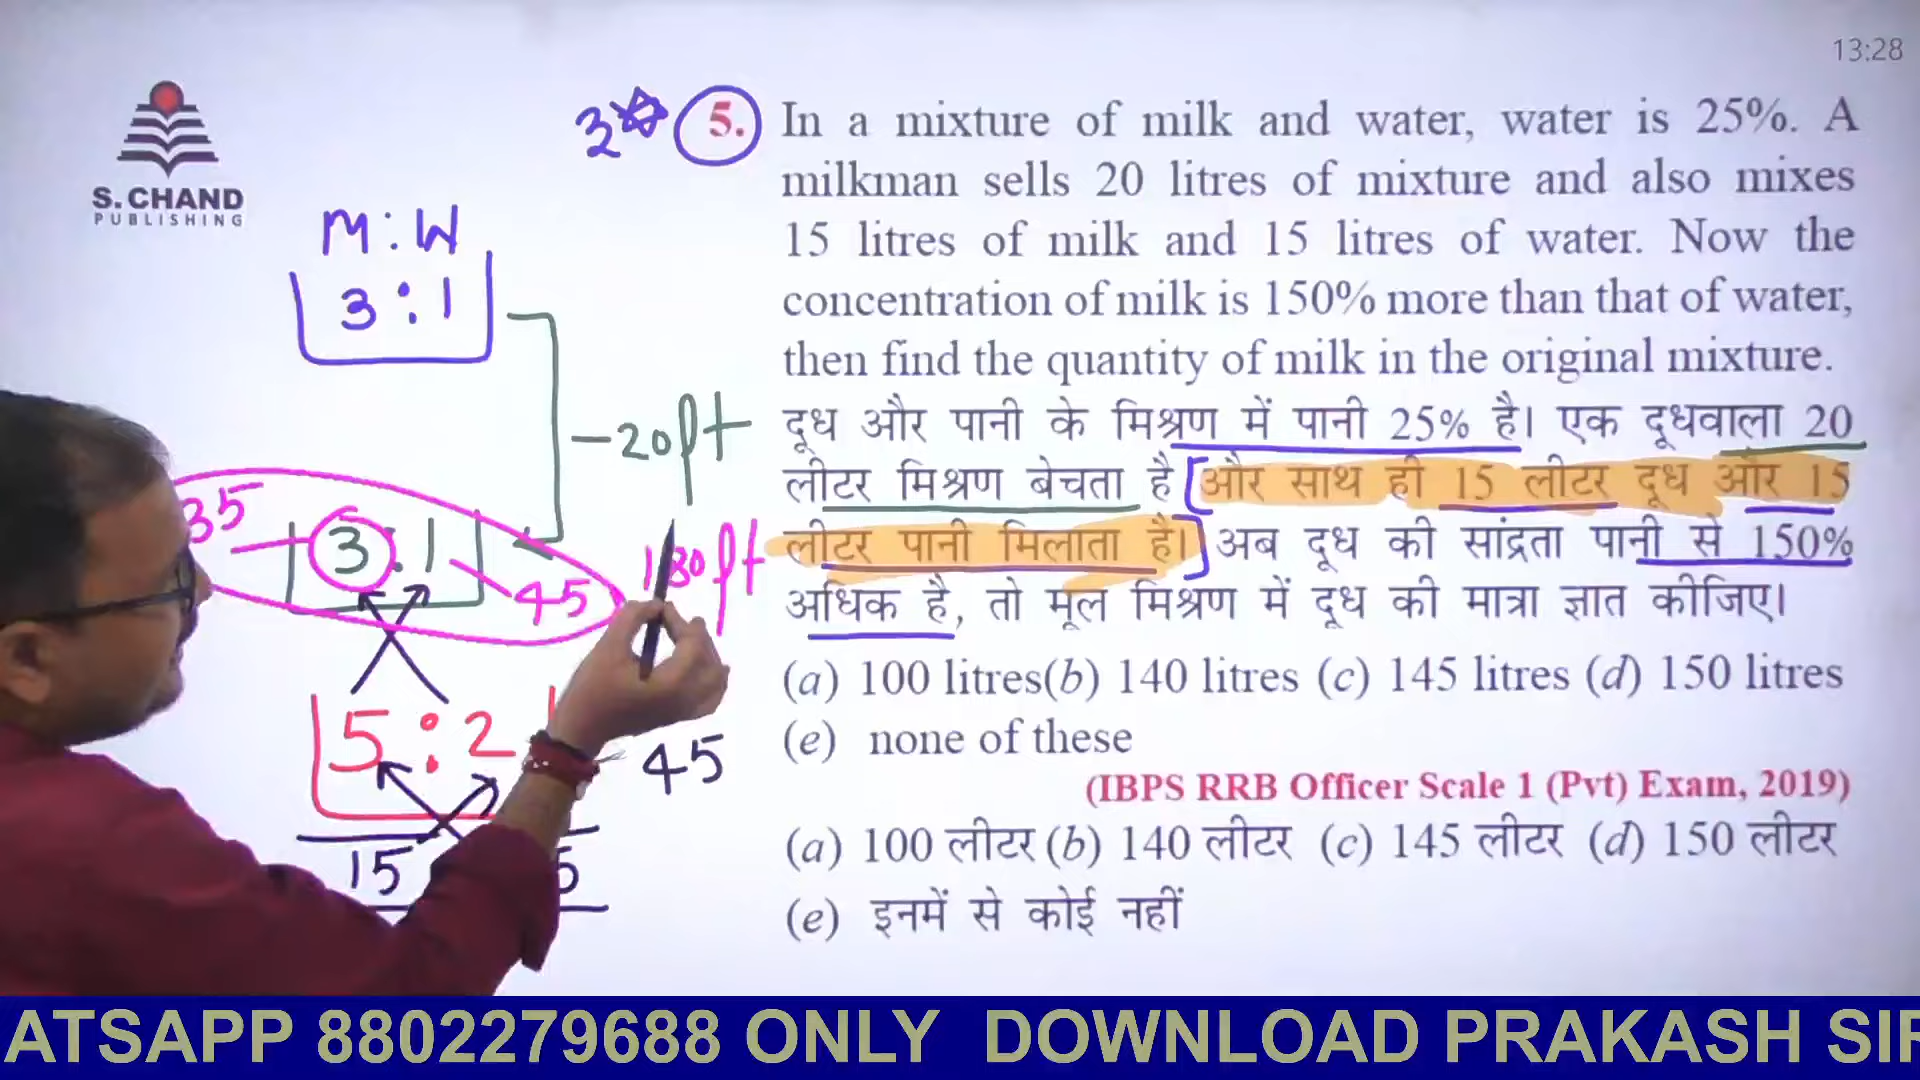 13:28
S. CHAND
PUBLISHING
3
5. In a mixture of milk and water, water is 25%. A
milkman sells 20 litres of mixture and also mixes
15 litres of milk and 15 litres of water. Now the
concentration of milk is 150% more than that of water,
then find the quantity of milk in the original mixture.
दूध और पानी के मिश्रण में पानी 25% है। एक दूधवाला 20
लीटर मिश्रण बेचता है और साथ ही 15 लीटर दूध और 15
लीटर पानी मिलाता है। अब दूध की सांद्रता पानी से 150%
अधिक है, तो मूल मिश्रण में दूध की मात्रा ज्ञात कीजिए।
(a) 100 litres (b) 140 litres (c) 145 litres (d) 150 litres
(e) none of these
(IBPS RRB Officer Scale 1 (Pvt) Exam, 2019)
(a) 100 लीटर (b) 140 लीटर (c) 145 लीटर (d) 150 लीटर
(e) इनमें से कोई नहीं
M : W
3 : 1
-20
35
3 : 1
45
180
5 : 2
45
15
5
ATSAPP 8802279688 ONLY DOWNLOAD PRAKASH SIR